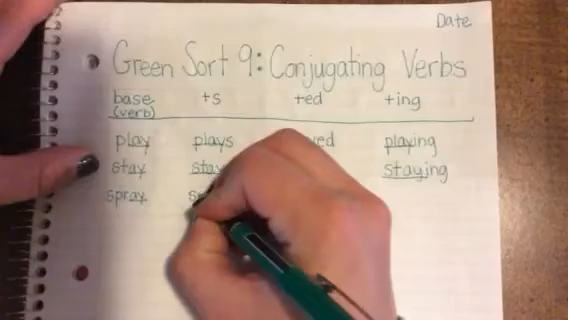 Date
Green Sort 9: Conjugating Verbs
base +s +ed +ing
(verb)
play plays playing
stay staying
spray